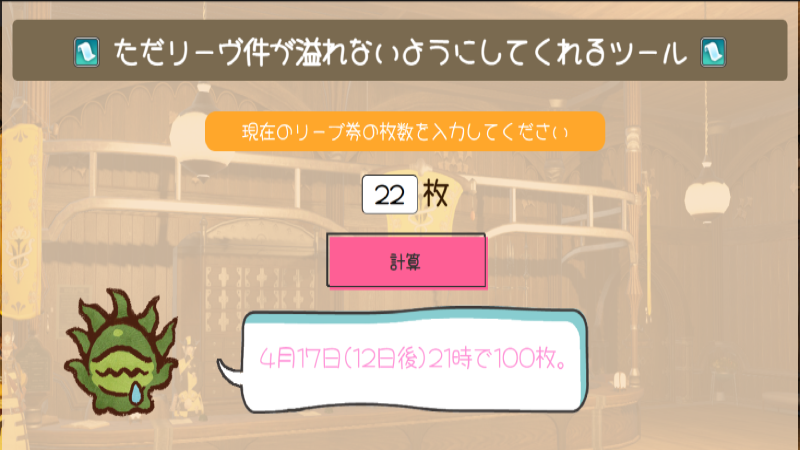 ただリーヴ件が溢れないようにしてくれるツール
現在のリーブ券の枚数を入力してください
22 枚
計算
4月17日(12日後)21時で100枚。